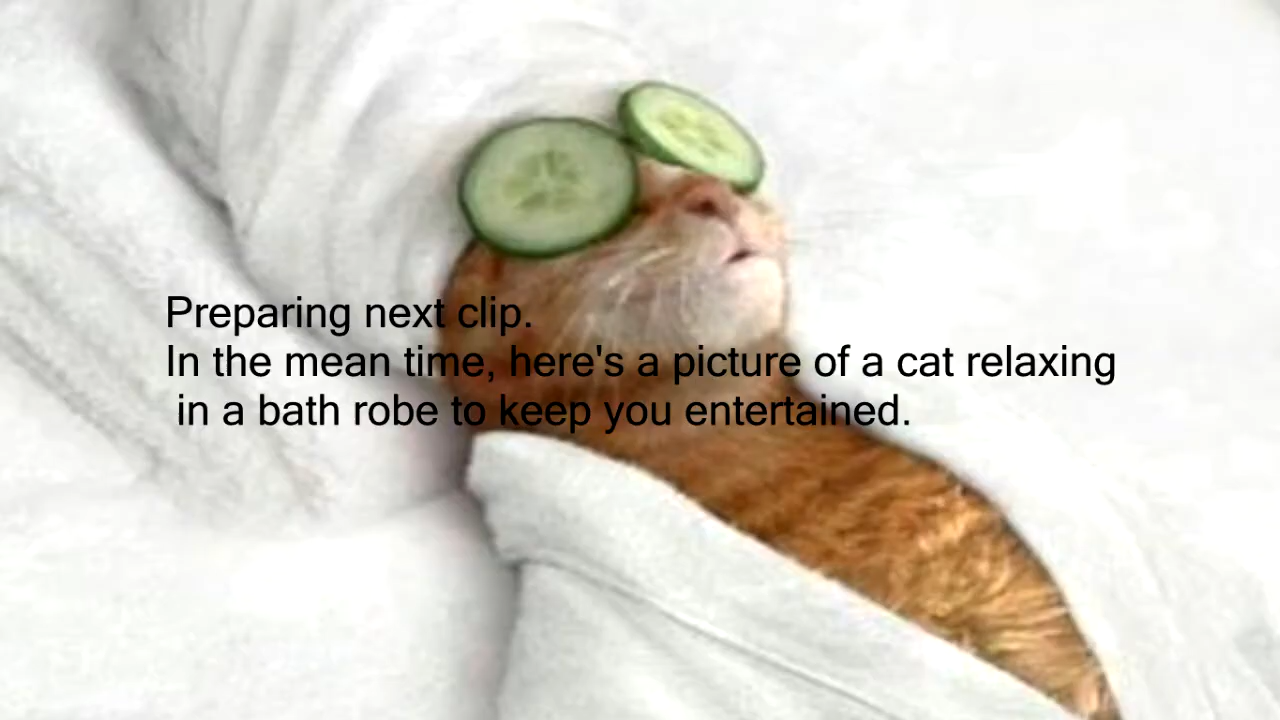 Preparing next clip.
In the mean time, here's a picture of a cat relaxing
in a bath robe to keep you entertained.